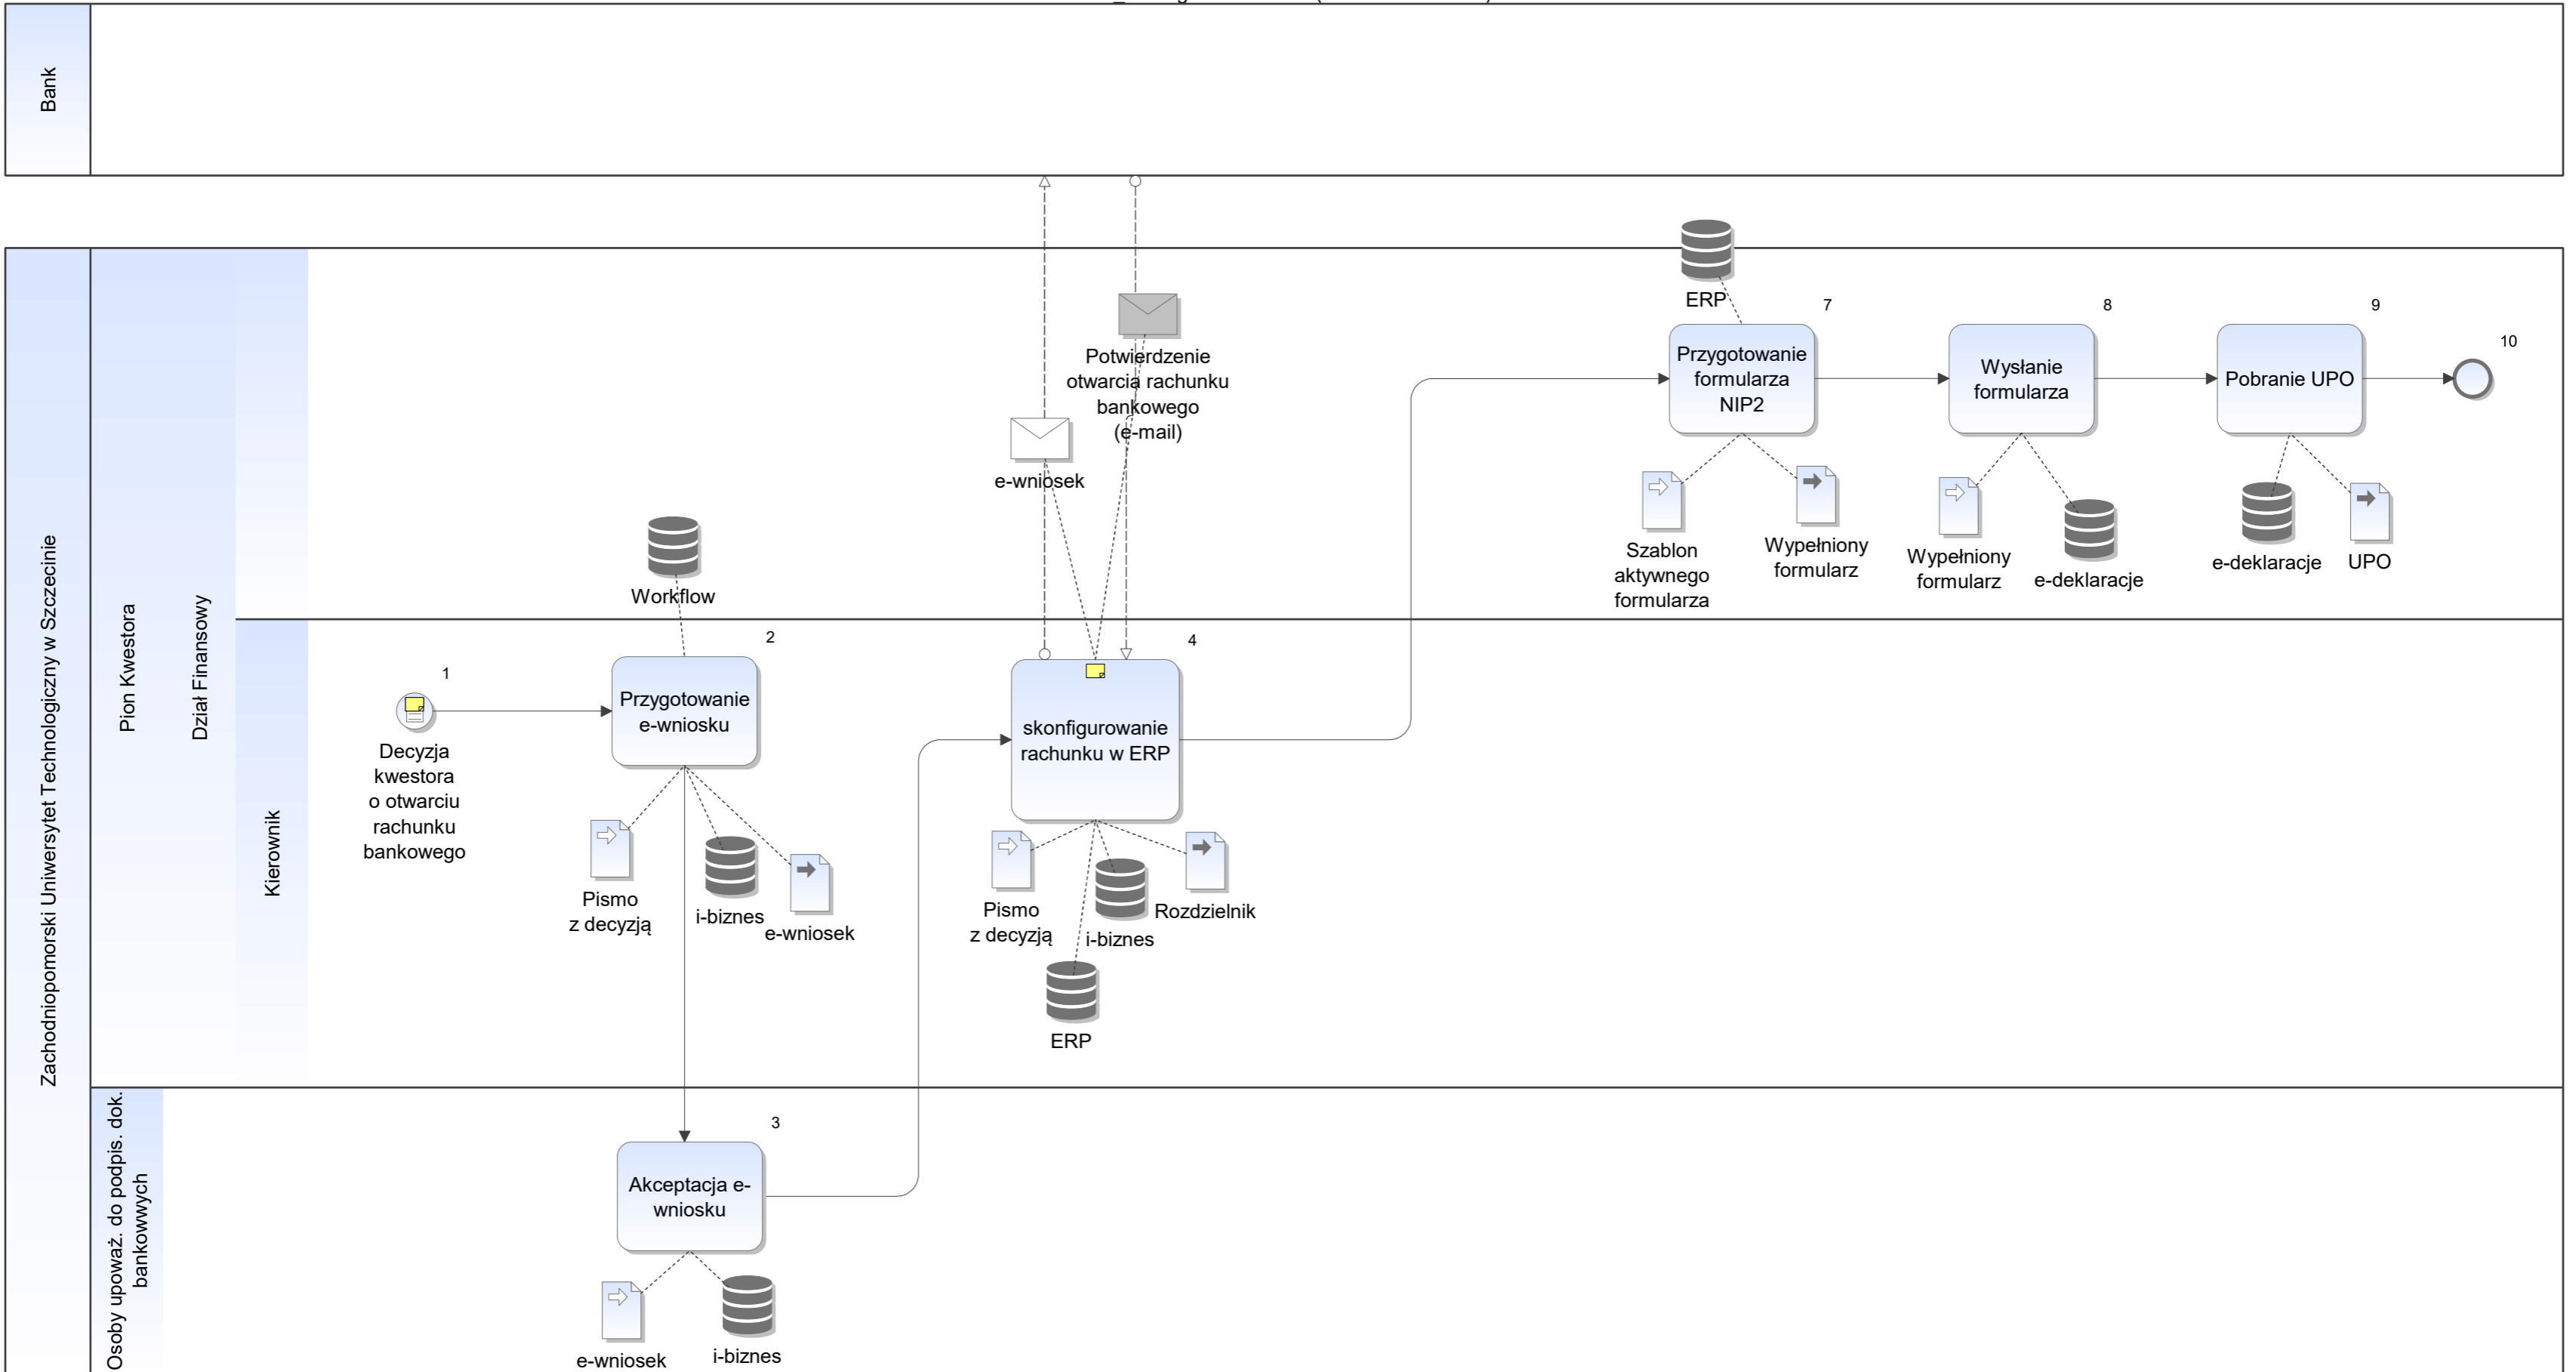 Bank
Zachodniopomorski Uniwersytet Technologiczny w Szczecinie
Pion Kwestora
Dział Finansowy
Kierownik
Osoby upoważ. do podpis. dok.
bankowwych
ERP
7
8
9
10
Przygotowanie
formularza
NIP2
Wysłanie
formularza
Pobranie UPO
Potwierdzenie
otwarcia rachunku
bankowego
(e-mail)
e-wniosek
Szablon
aktywnego
formularza
Wypełniony
formularz
Wypełniony
formularz
e-deklaracje
e-deklaracje
UPO
Workflow
1
2
4
Decyzja
kwestora
o otwarciu
rachunku
bankowego
Przygotowanie
e-wniosku
skonfigurowanie
rachunku w ERP
Pismo
z decyzją
i-biznes
e-wniosek
Pismo
z decyzją
i-biznes
Rozdzielnik
ERP
3
Akceptacja e-
wniosku
e-wniosek
i-biznes